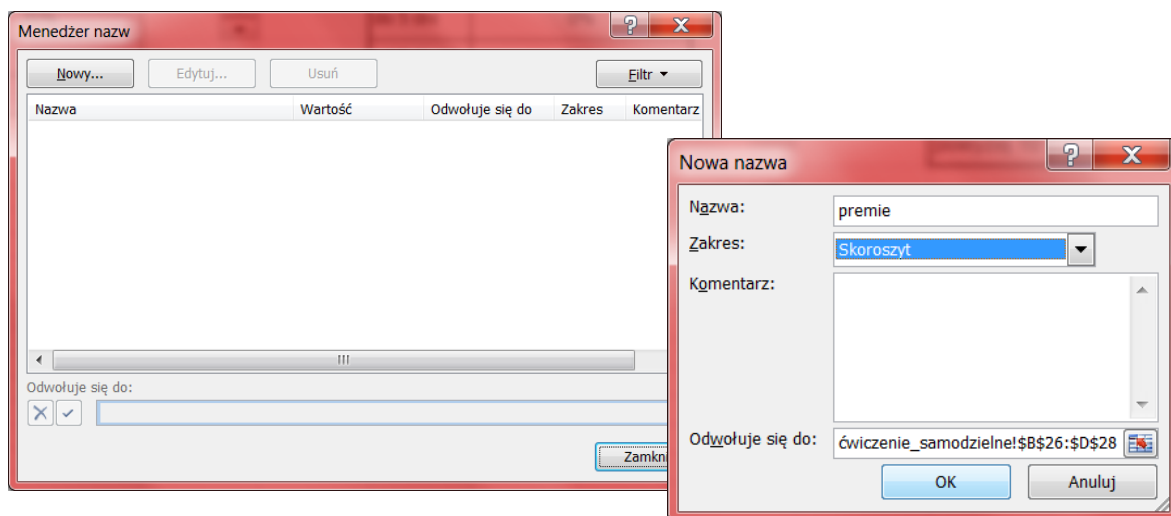 Menedżer nazw
Nowy... Edytuj... Usuń Filtr
Nazwa Wartość Odwołuje się do Zakres Komentarz
Odwołuje się do:
Zamkni
Nowa nazwa
Nazwa: premie
Zakres: Skoroszyt
Komentarz:
Odwołuje się do: ćwiczenie_samodzielne!$B$26:$D$28
OK Anuluj